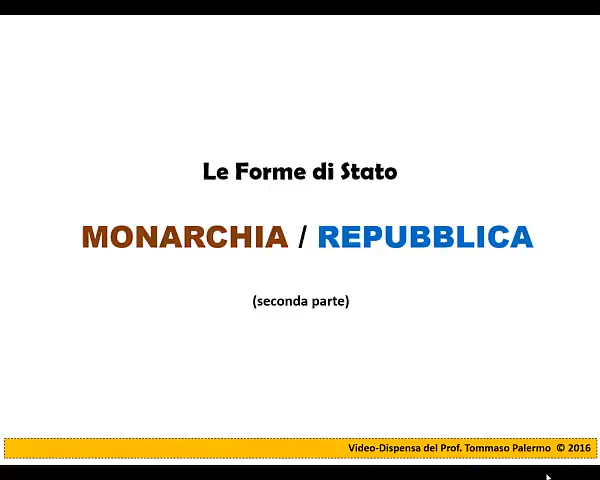 Le Forme di Stato
MONARCHIA / REPUBBLICA
(seconda parte)
Video-Dispensa del Prof. Tommaso Palermo © 2016